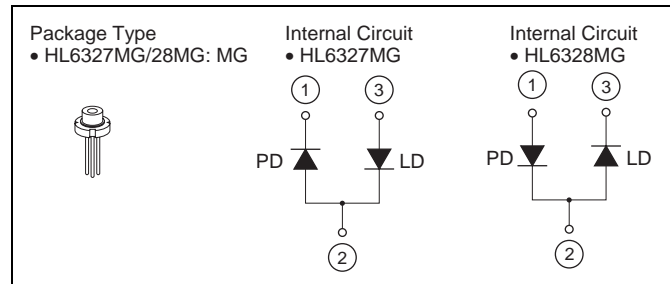 Package Type
• HL6327MG/28MG: MG
Internal Circuit
• HL6327MG
1
3
PD
LD
2
Internal Circuit
• HL6328MG
1
3
PD
LD
2